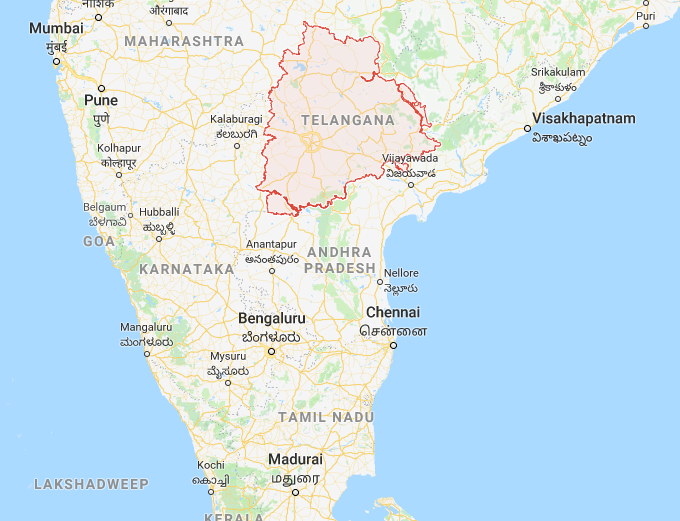 नाशिक
औरंगाबाद
Puri
Mumbai
मुंबई
MAHARASHTRA
Srikakulam
శ్రీకాకుళం
Pune
पुणे
Kalaburagi
ಕಲಬುರಗಿ
TELANGANA
Visakhapatnam
విశాఖపట్నం
Kolhapur
कोल्हापूर
Vijayawada
విజయవాడ
Belgaum
ಬೆಳಗಾವಿ
Hubballi
ಹುಬ್ಬಳ್ಳಿ
GOA
Anantapur
అనంతపురం
ANDHRA
PRADESH
KARNATAKA
Nellore
నెల్లూరు
Bengaluru
ಬೆಂಗಳೂರು
Chennai
சென்னை
Mangaluru
ಮಂಗಳೂರು
Mysuru
ಮೈಸೂರು
TAMIL NADU
Kochi
കൊച്ചി
Madurai
மதுரை
LAKSHADWEEP
KERALA